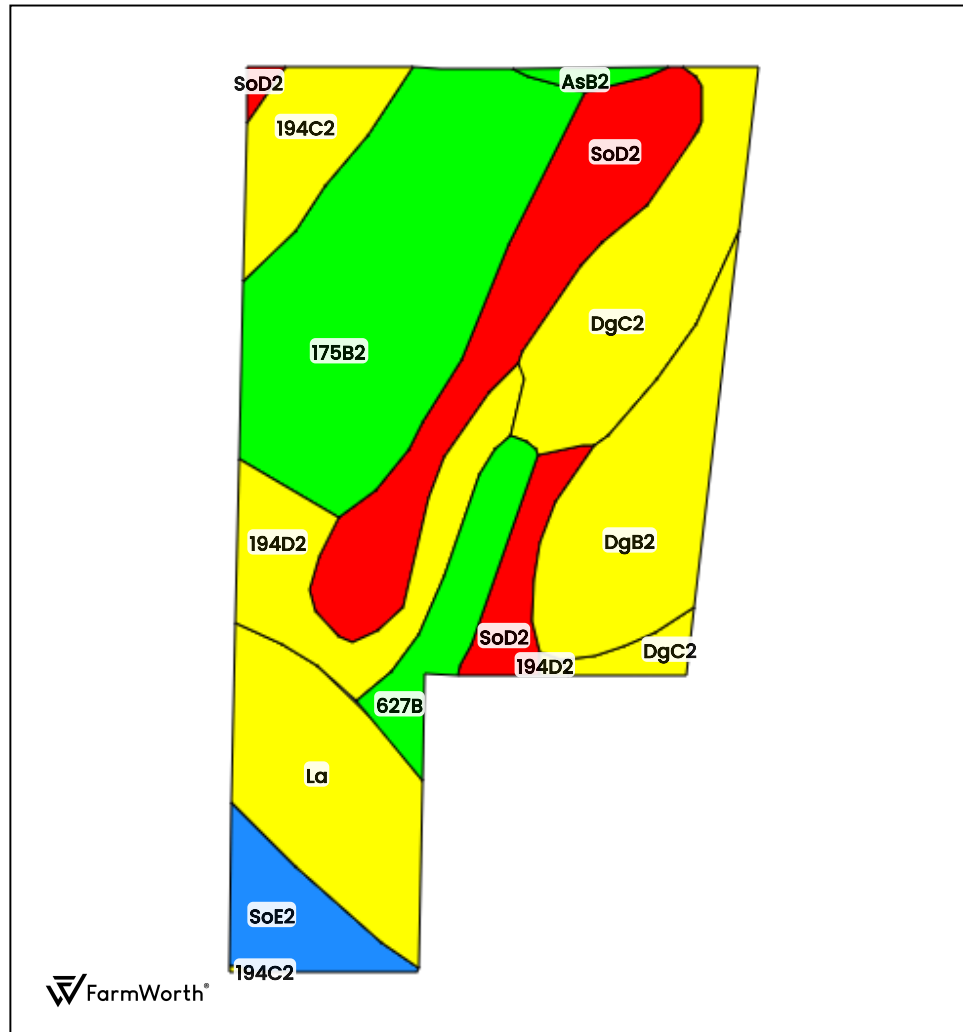 SoD2
AsB2
194C2
SoD2
DgC2
175B2
194D2
DgB2
SoD2
DgC2
194D2
627B
La
SoE2
194C2
FarmWorth®